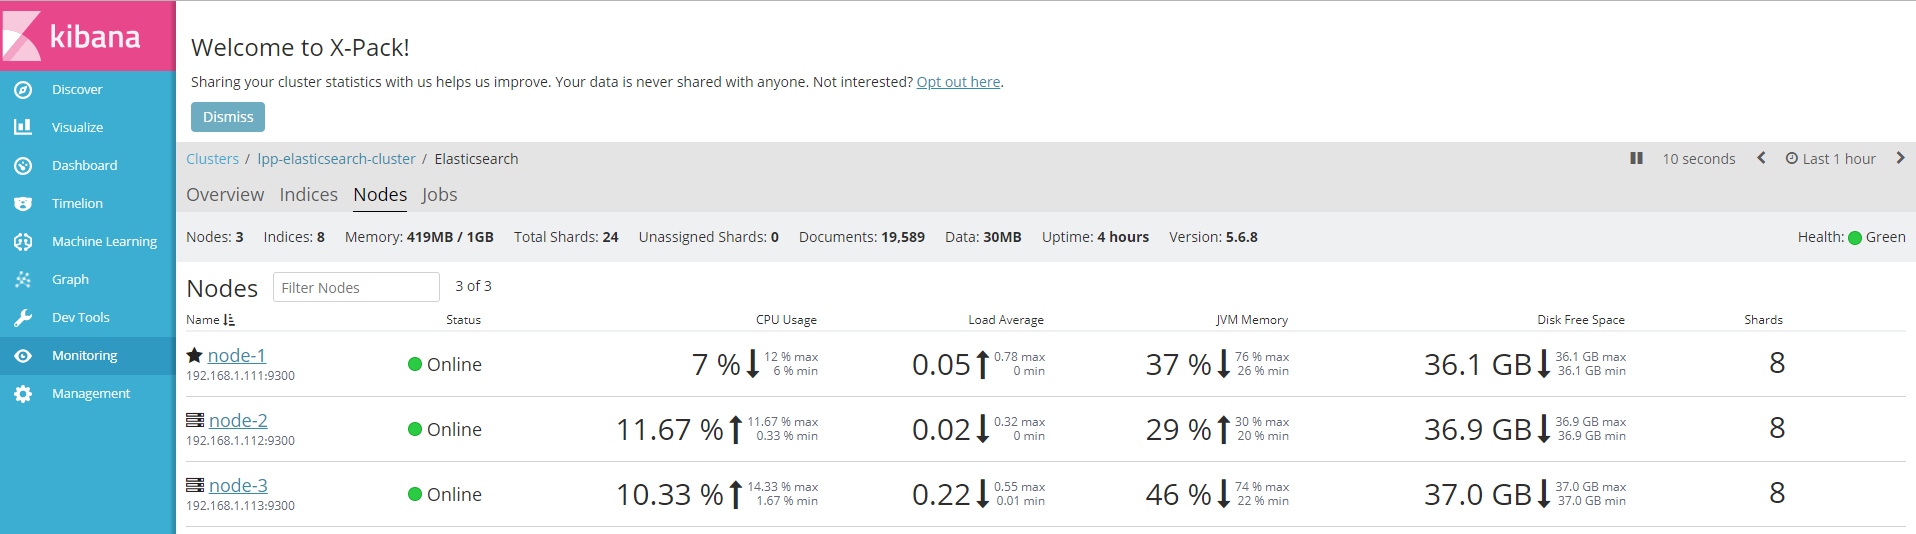 kibana
Discover
Visualize
Dashboard
Timelion
Machine Learning
Graph
Dev Tools
Monitoring
Management
Welcome to X-Pack!
Sharing your cluster statistics with us helps us improve. Your data is never shared with anyone. Not interested? Opt out here.
Dismiss
Clusters / lpp-elasticsearch-cluster / Elasticsearch
10 seconds Last 1 hour
Overview Indices Nodes Jobs
Nodes: 3 Indices: 8 Memory: 419MB / 1GB Total Shards: 24 Unassigned Shards: 0 Documents: 19,589 Data: 30MB Uptime: 4 hours Version: 5.6.8 Health: Green
Nodes Filter Nodes 3 of 3
Name Status CPU Usage Load Average JVM Memory Disk Free Space Shards
node-1 Online 7 % 12 % max 0.05 0.78 max 37 % 76 % max 36.1 GB 36.1 GB max 8
192.168.1.111:9300 6 % min 0 min 26 % min 36.1 GB min
node-2 Online 11.67 % 11.67 % max 0.02 0.32 max 29 % 30 % max 36.9 GB 36.9 GB max 8
192.168.1.112:9300 0.33 % min 0 min 20 % min 36.9 GB min
node-3 Online 10.33 % 14.33 % max 0.22 0.55 max 46 % 74 % max 37.0 GB 37.0 GB max 8
192.168.1.113:9300 1.67 % min 0.01 min 22 % min 37.0 GB min